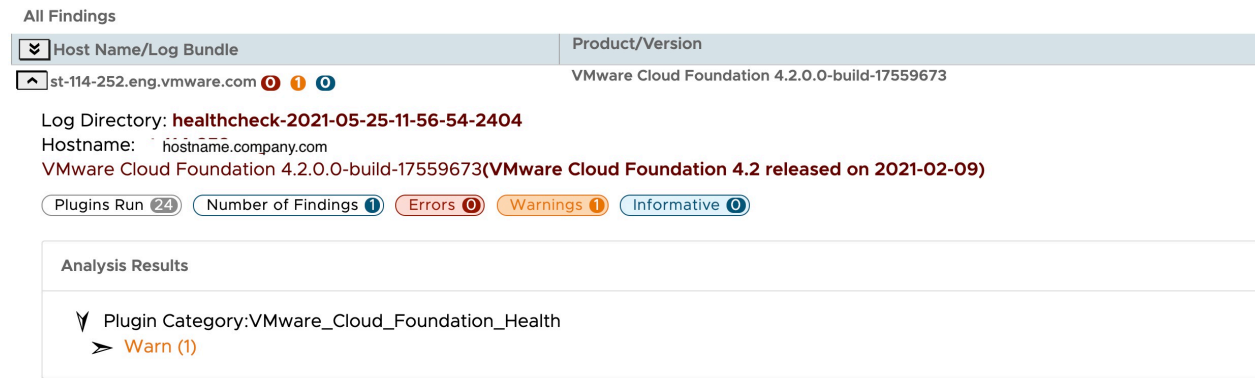 All Findings
Host Name/Log Bundle Product/Version
st-114-252.eng.vmware.com 0 1 0 VMware Cloud Foundation 4.2.0.0-build-17559673
Log Directory: healthcheck-2021-05-25-11-56-54-2404
Hostname: hostname.company.com
VMware Cloud Foundation 4.2.0.0-build-17559673(VMware Cloud Foundation 4.2 released on 2021-02-09)
Plugins Run 24 Number of Findings 1 Errors 0 Warnings 1 Informative 0
Analysis Results
Plugin Category:VMware_Cloud_Foundation_Health
Warn (1)